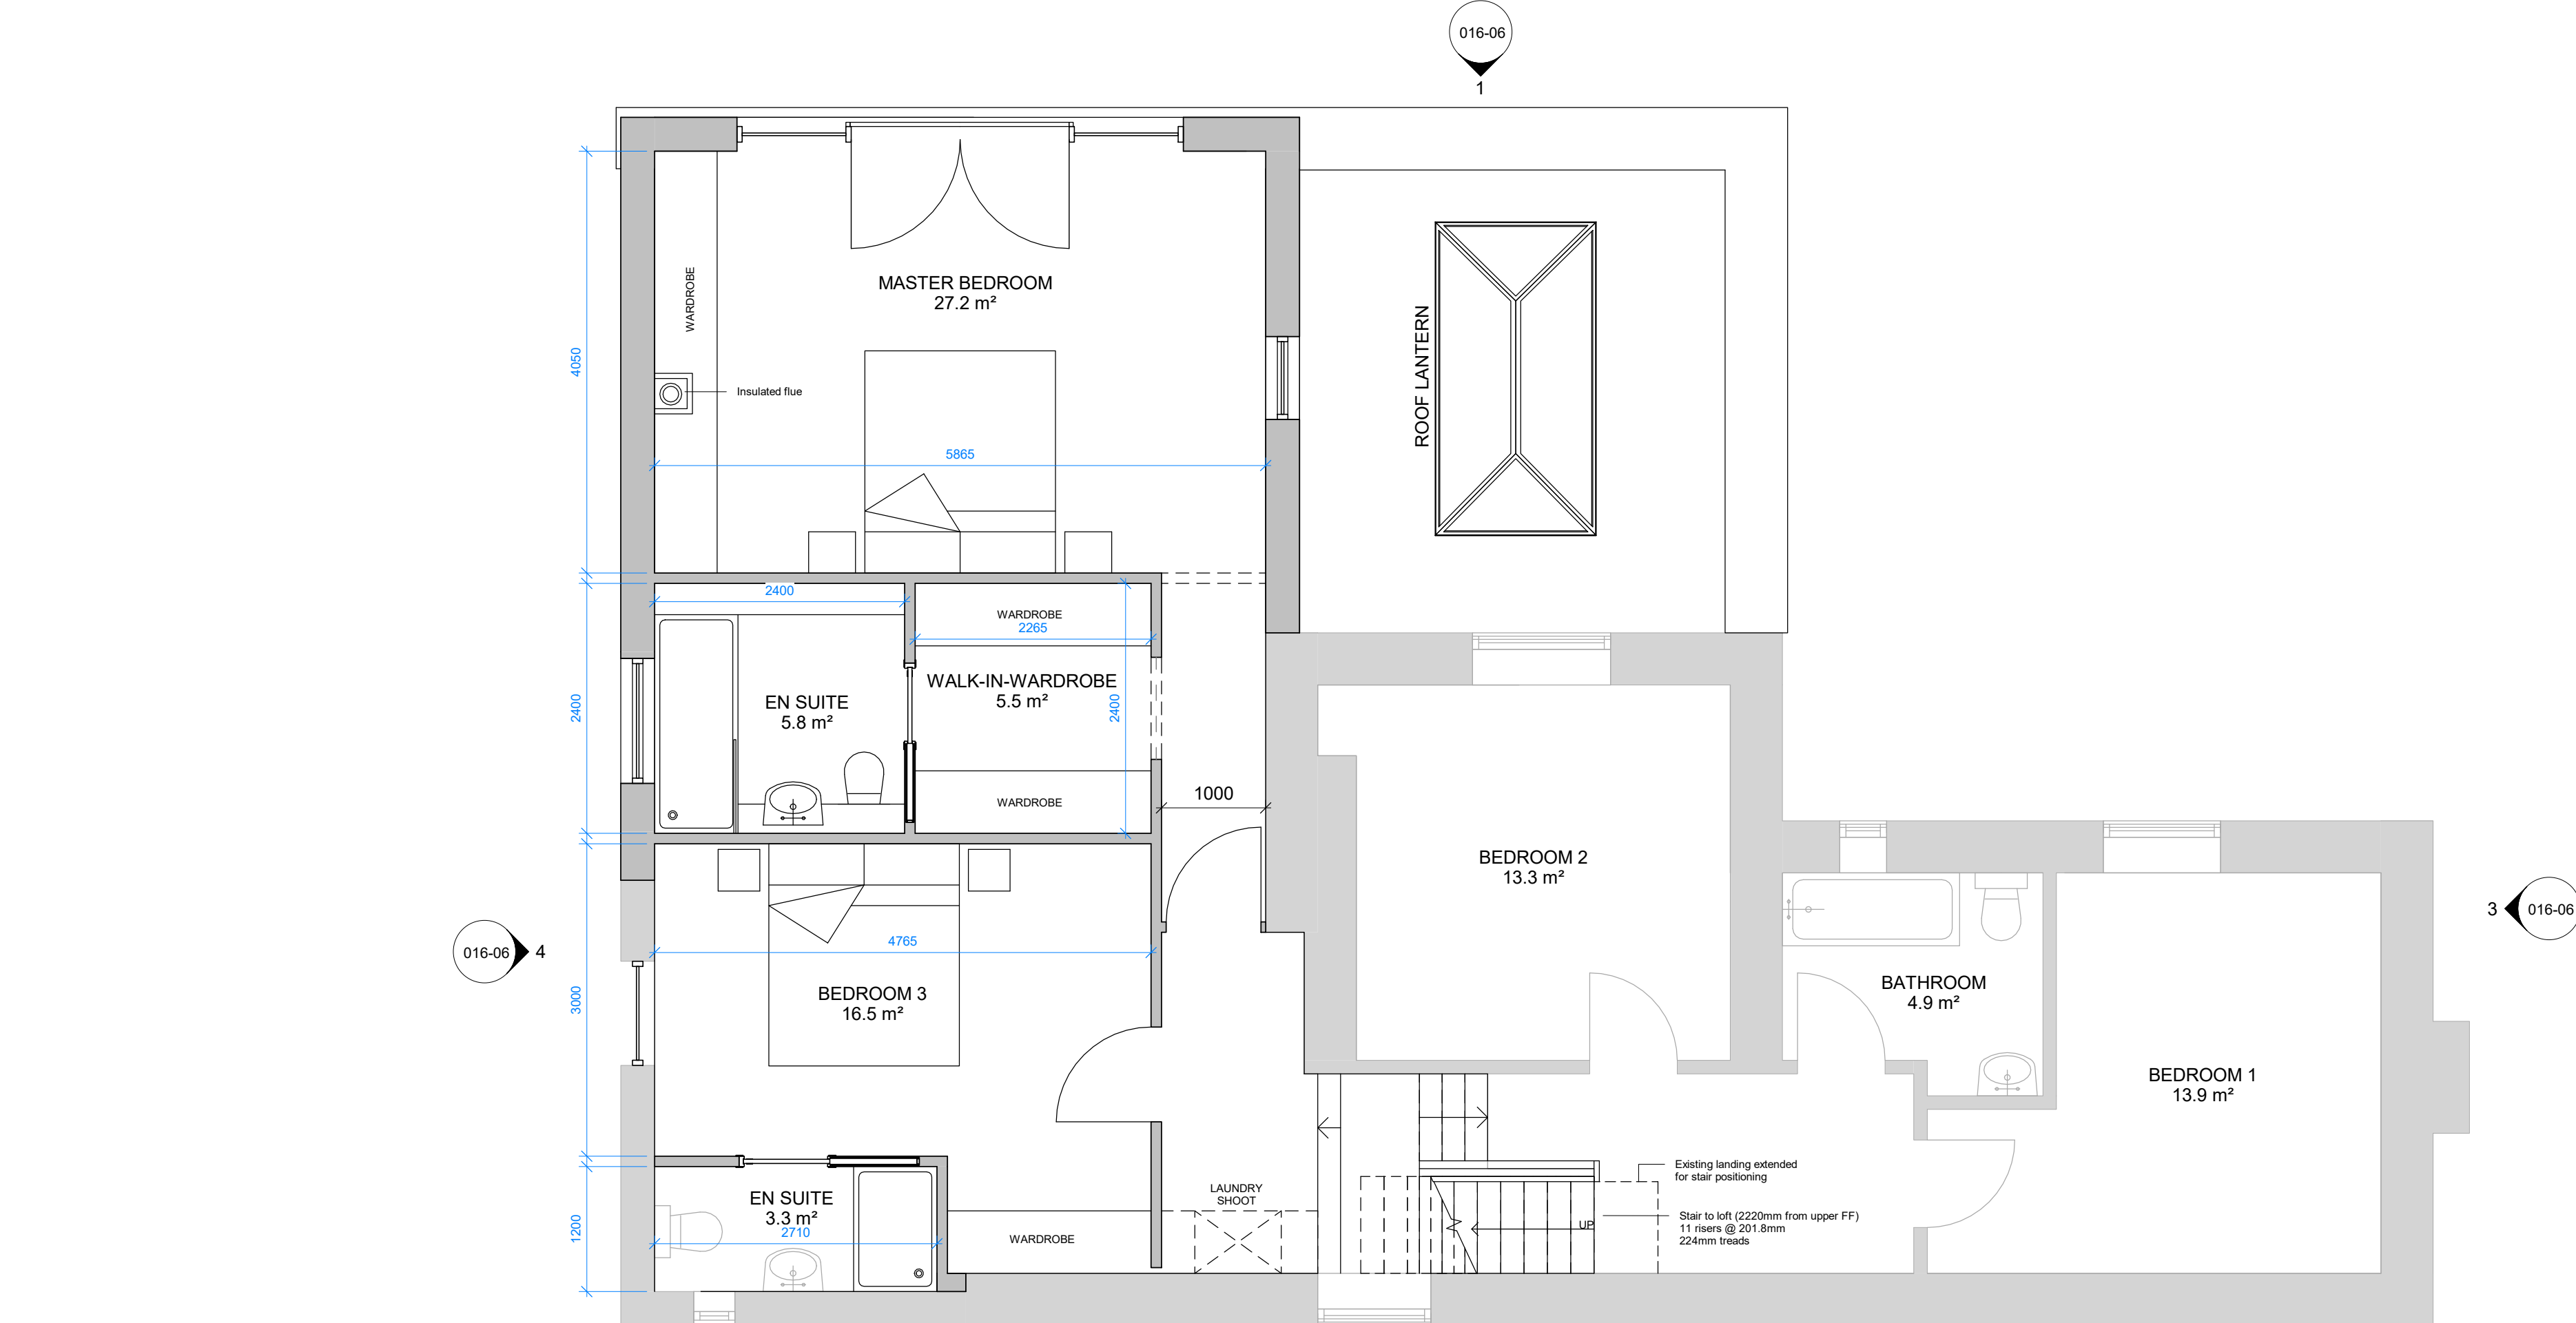 016-06
1
MASTER BEDROOM
27.2 m²
WARDROBE
Insulated flue
4050
5865
ROOF LANTERN
2400
WARDROBE
2265
WALK-IN-WARDROBE
5.5 m²
EN SUITE
5.8 m²
2400
2400
WARDROBE
1000
BEDROOM 2
13.3 m²
016-06
4
4765
BEDROOM 3
16.5 m²
3000
BATHROOM
4.9 m²
3
016-06
BEDROOM 1
13.9 m²
EN SUITE
3.3 m²
2710
1200
WARDROBE
LAUNDRY
SHOOT
UP
Existing landing extended
for stair positioning
Stair to loft (2220mm from upper FF)
11 risers @ 201.8mm
224mm treads